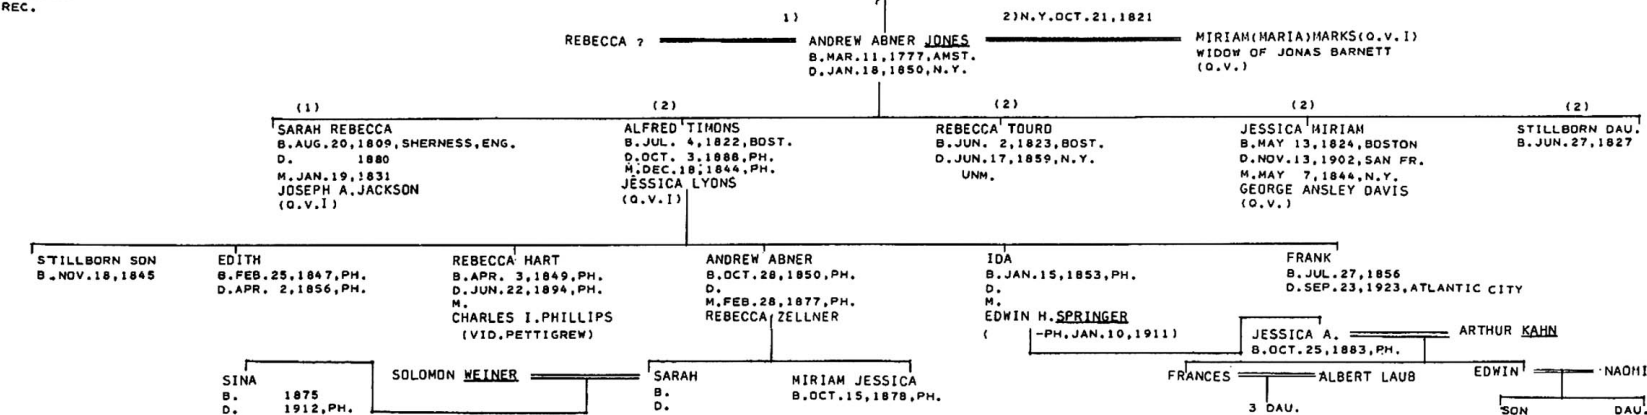 REC.
?
1)
2)N.Y.OCT.21,1821
REBECCA ?
ANDREW ABNER JONES
B.MAR.11,1777,AMST.
D.JAN.18,1850,N.Y.
MIRIAM(MARIA)MARKS(Q.V.I)
WIDOW OF JONAS BARNETT
(Q.V.)
(1)
SARAH REBECCA
B.AUG.20,1809,SHERNESS,ENG.
D. 1880
M.JAN.19,1831
JOSEPH A.JACKSON
(Q.V.I)
(2)
ALFRED TIMONS
B.JUL. 4,1822,BOST.
D.OCT. 3,1888,PH.
M.DEC.18,1844,PH.
JESSICA LYONS
(Q.V.I)
(2)
REBECCA TOURO
B.JUN. 2,1823,BOST.
D.JUN.17,1859,N.Y.
UNM.
(2)
JESSICA MIRIAM
B.MAY 13,1824,BOSTON
D.NOV.13,1902,SAN FR.
M.MAY 7,1844,N.Y.
GEORGE ANSLEY DAVIS
(Q.V.)
(2)
STILLBORN DAU.
B.JUN.27,1827
STILLBORN SON
B.NOV.18,1845
EDITH
B.FEB.25,1847,PH.
D.APR. 2,1856,PH.
REBECCA HART
B.APR. 3,1849,PH.
D.JUN.22,1894,PH.
M.
CHARLES I.PHILLIPS
(VID.PETTIGREW)
ANDREW ABNER
B.OCT.28,1850,PH.
D.
M.FEB.28,1877,PH.
REBECCA ZELLNER
IDA
B.JAN.15,1853,PH.
D.
M.
EDWIN H.SPRINGER
( -PH.JAN.10,1911)
FRANK
B.JUL.27,1856
D.SEP.23,1923,ATLANTIC CITY
JESSICA A.
B.OCT.25,1883,PH.
ARTHUR KAHN
SINA
B. 1875
D. 1912,PH.
SOLOMON WEINER
SARAH
B.
D.
MIRIAM JESSICA
B.OCT.15,1878,PH.
FRANCES
ALBERT LAUB
3 DAU.
EDWIN
NAOMI
SON
DAU.